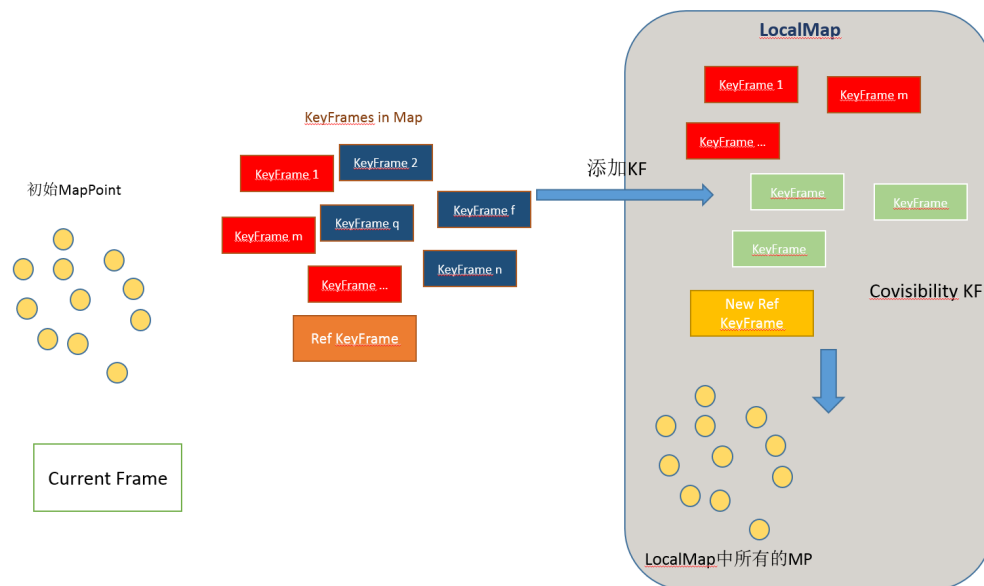 LocalMap
KeyFrame 1
KeyFrame m
KeyFrame ...
KeyFrames in Map
KeyFrame 1
KeyFrame 2
添加KF
初始MapPoint
KeyFrame
KeyFrame
KeyFrame q
KeyFrame f
KeyFrame m
KeyFrame
KeyFrame n
KeyFrame ...
Covisibility KF
New Ref
KeyFrame
Ref KeyFrame
Current Frame
LocalMap中所有的MP